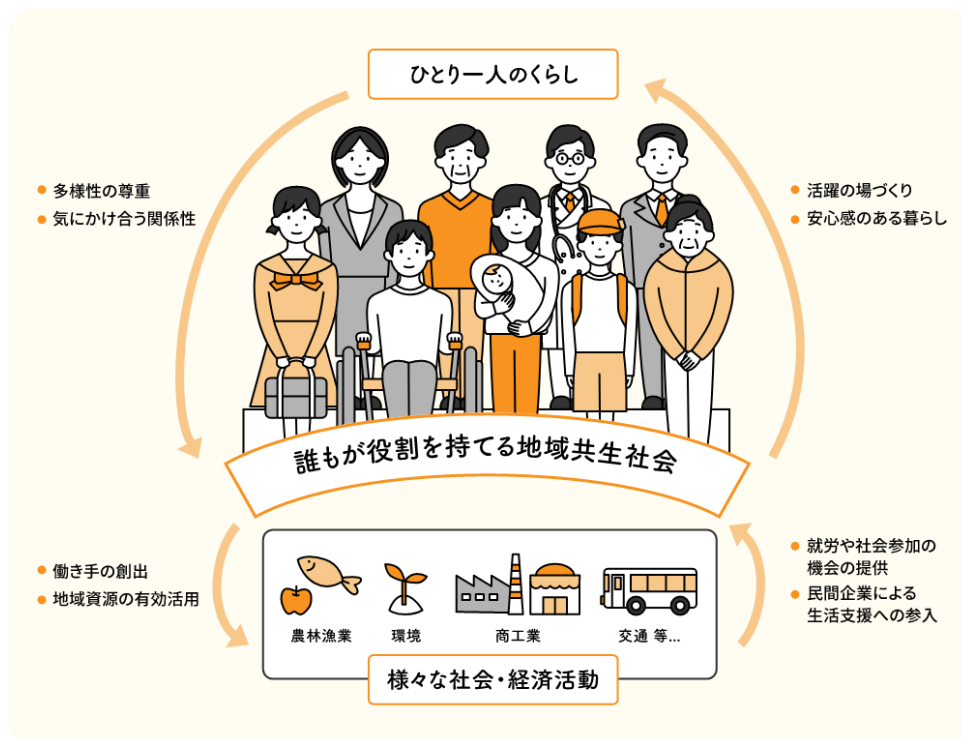 ひとり一人のくらし
● 多様性の尊重
● 気にかけ合う関係性
● 活躍の場づくり
● 安心感のある暮らし
誰もが役割を持てる地域共生社会
● 働き手の創出
● 地域資源の有効活用
● 就労や社会参加の
機会の提供
● 民間企業による
生活支援への参入
農林漁業
環境
商工業
交通 等...
様々な社会・経済活動